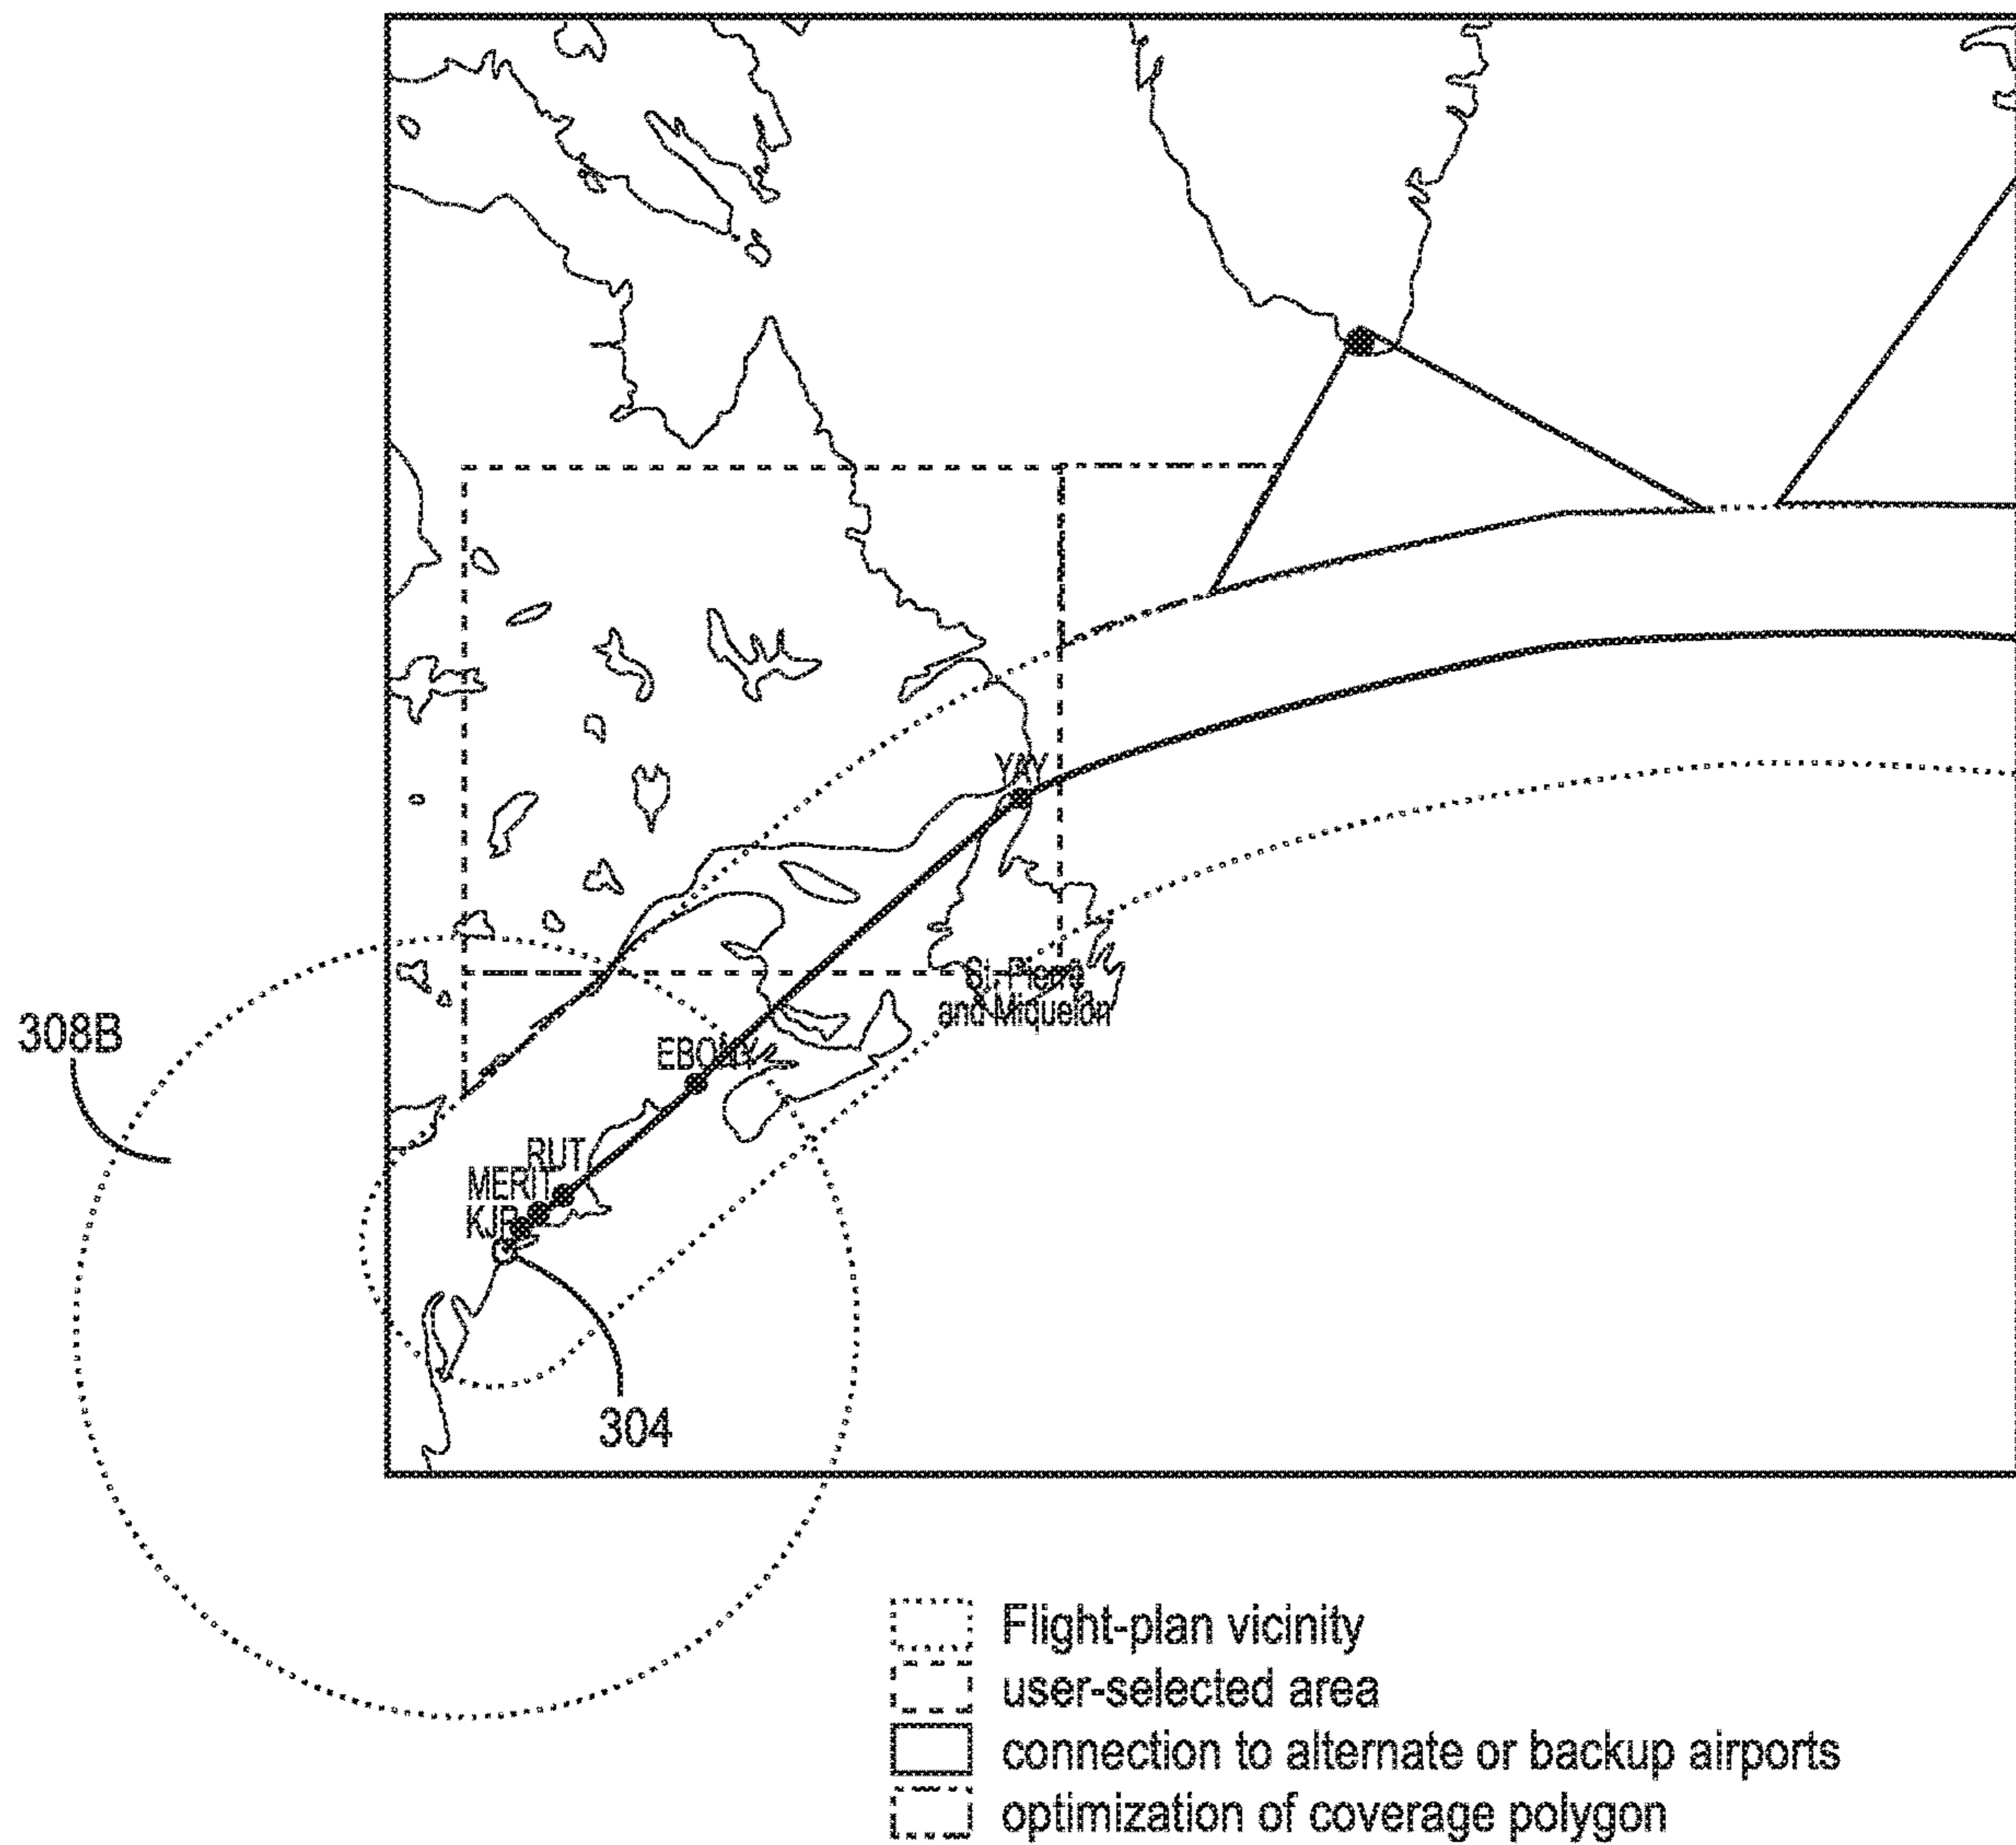 YAY
St. Pierre
and Miquelon
308B
EBONY
RUT
MERIT
304
Flight-plan vicinity
user-selected area
connection to alternate or backup airports
optimization of coverage polygon